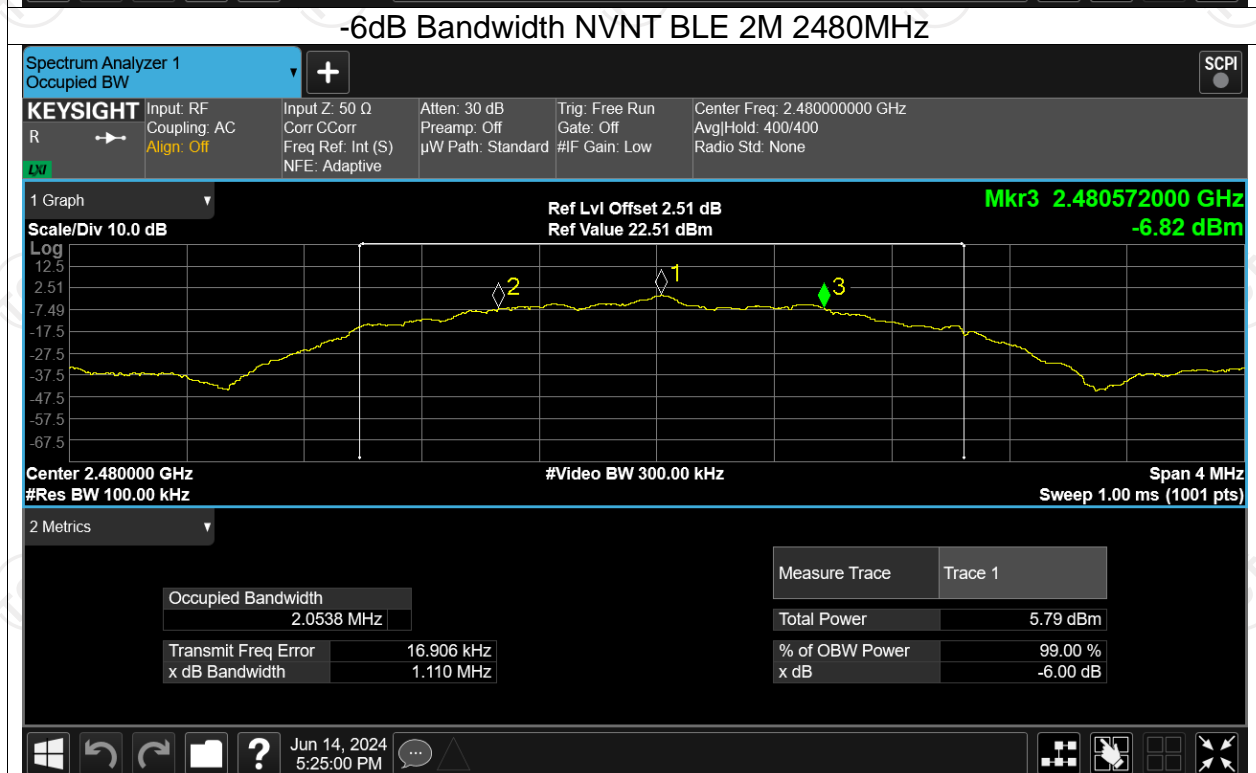 -6dB Bandwidth NVNT BLE 2M 2480MHz
Spectrum Analyzer 1
Occupied BW
+
SCPI
KEYSIGHT
R
LXI
Input: RF
Coupling: AC
Align: Off
Input Z: 50 Ω
Corr CCorr
Freq Ref: Int (S)
NFE: Adaptive
Atten: 30 dB
Preamp: Off
µW Path: Standard
Trig: Free Run
Gate: Off
#IF Gain: Low
Center Freq: 2.480000000 GHz
Avg|Hold: 400/400
Radio Std: None
1 Graph
Scale/Div 10.0 dB
Ref Lvl Offset 2.51 dB
Ref Value 22.51 dBm
Mkr3 2.480572000 GHz
-6.82 dBm
Log
12.5
2.51
-7.49
-17.5
-27.5
-37.5
-47.5
-57.5
-67.5
2
1
3
Center 2.480000 GHz
#Res BW 100.00 kHz
#Video BW 300.00 kHz
Span 4 MHz
Sweep 1.00 ms (1001 pts)
2 Metrics
Occupied Bandwidth
2.0538 MHz
Transmit Freq Error 16.906 kHz
x dB Bandwidth 1.110 MHz
Measure Trace Trace 1
Total Power 5.79 dBm
% of OBW Power 99.00 %
x dB -6.00 dB
?
Jun 14, 2024
5:25:00 PM